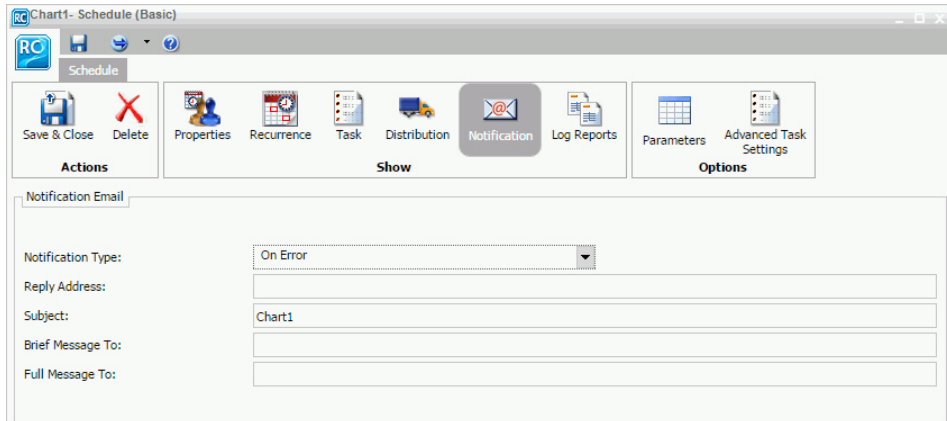 RC Chart1- Schedule (Basic)
RC
Schedule
Save & Close Delete Properties Recurrence Task Distribution Notification Log Reports Parameters Advanced Task Settings
Actions Show Options
Notification Email
Notification Type: On Error
Reply Address:
Subject: Chart1
Brief Message To:
Full Message To: